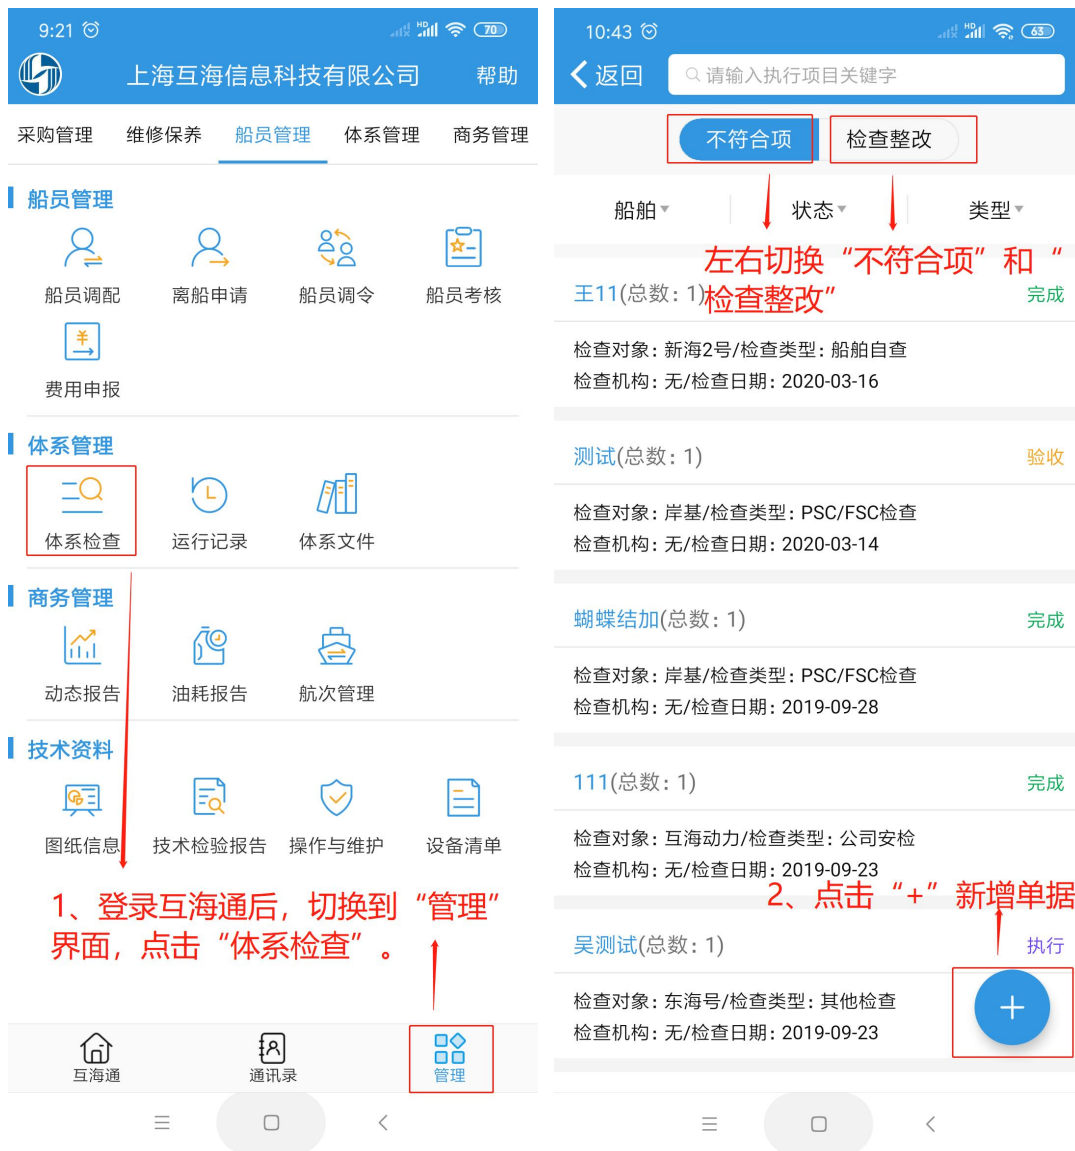 9:21
HD
70
上海互海信息科技有限公司
帮助
采购管理 维修保养 船员管理 体系管理 商务管理
船员管理
船员调配 离船申请 船员调令 船员考核
费用申报
体系管理
体系检查 运行记录 体系文件
商务管理
动态报告 油耗报告 航次管理
技术资料
图纸信息 技术检验报告 操作与维护 设备清单
1、登录互海通后，切换到“管理”
界面，点击“体系检查”。
互海通 通讯录 管理
10:43
HD
63
返回
请输入执行项目关键字
不符合项 检查整改
船舶 状态 类型
左右切换“不符合项”和“
检查整改”
王11(总数: 1)
完成
检查对象: 新海2号/检查类型: 船舶自查
检查机构: 无/检查日期: 2020-03-16
测试(总数: 1)
验收
检查对象: 岸基/检查类型: PSC/FSC检查
检查机构: 无/检查日期: 2020-03-14
蝴蝶结加(总数: 1)
完成
检查对象: 岸基/检查类型: PSC/FSC检查
检查机构: 无/检查日期: 2019-09-28
111(总数: 1)
完成
检查对象: 互海动力/检查类型: 公司安检
检查机构: 无/检查日期: 2019-09-23
2、点击“+”新增单据
吴测试(总数: 1)
执行
检查对象: 东海号/检查类型: 其他检查
检查机构: 无/检查日期: 2019-09-23